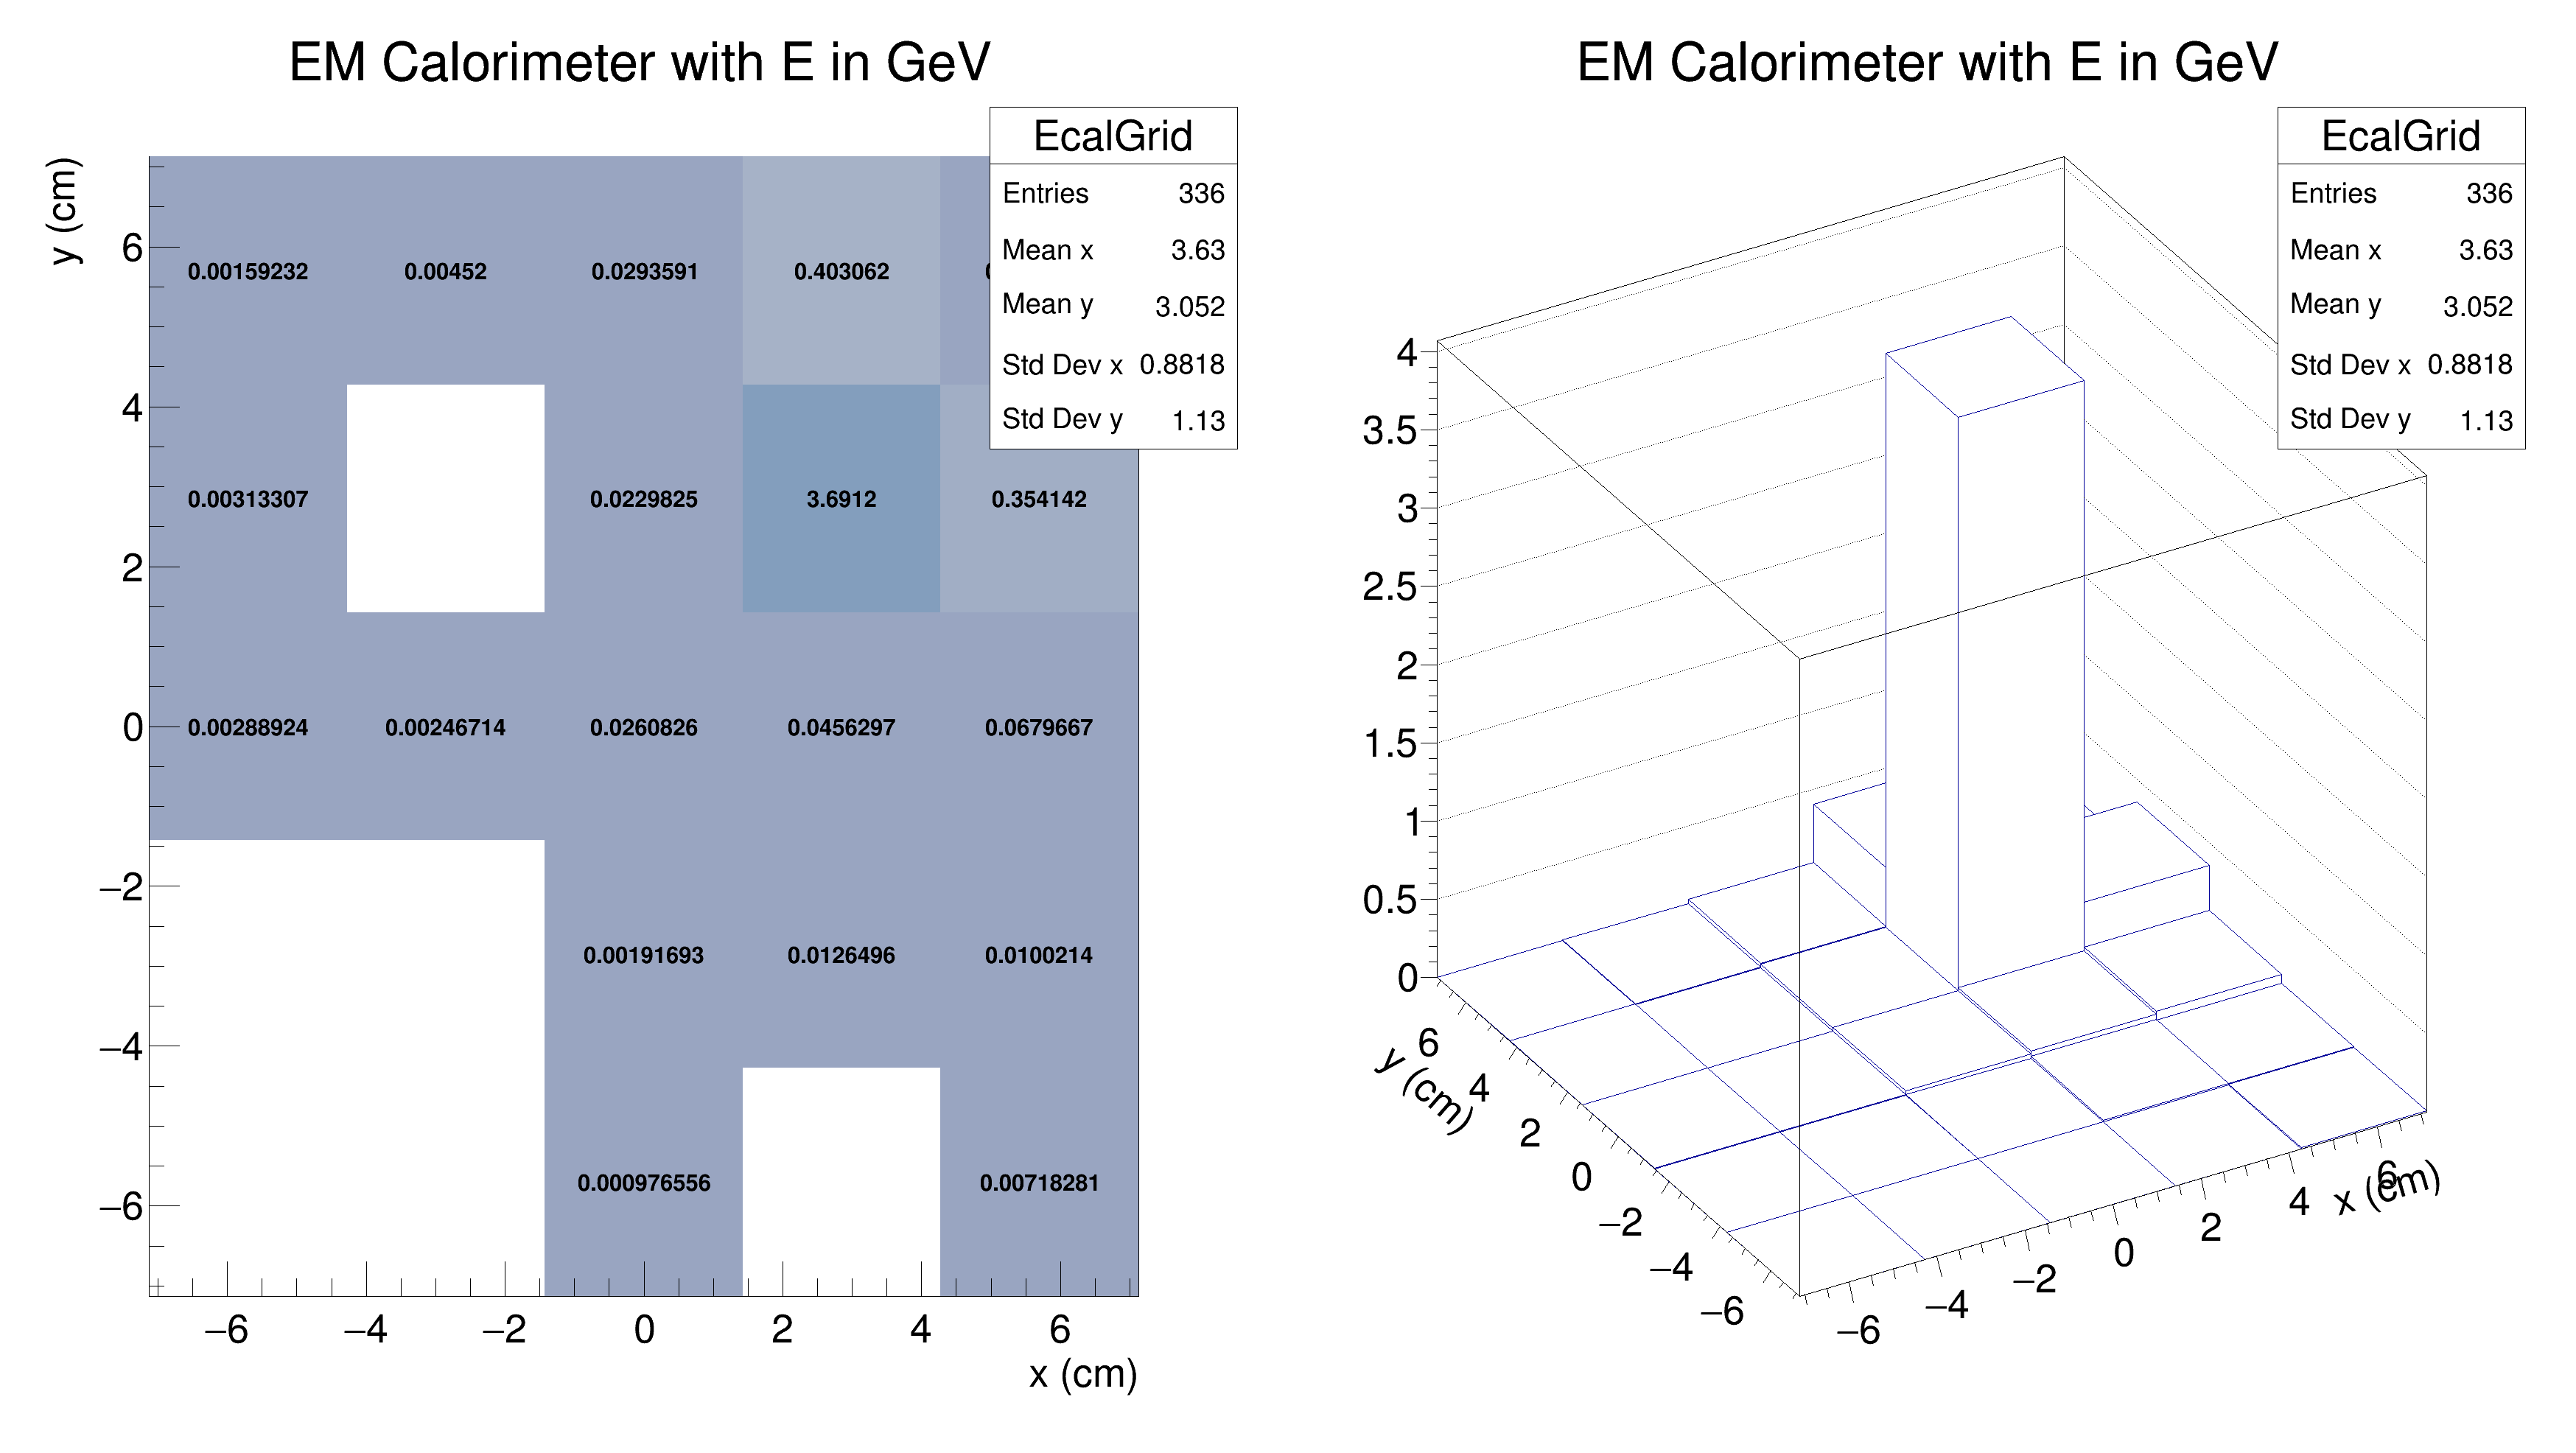 EM Calorimeter with E in GeV
EcalGrid
Entries 336
Mean x 3.63
Mean y 3.052
Std Dev x 0.8818
Std Dev y 1.13
y (cm)
6
4
2
0
−2
−4
−6
0.00159232 0.00452 0.0293591 0.403062
0.00313307 0.0229825 3.6912 0.354142
0.00288924 0.00246714 0.0260826 0.0456297 0.0679667
0.00191693 0.0126496 0.0100214
0.000976556 0.00718281
−6 −4 −2 0 2 4 6
x (cm)
EM Calorimeter with E in GeV
EcalGrid
Entries 336
Mean x 3.63
Mean y 3.052
Std Dev x 0.8818
Std Dev y 1.13
4
3.5
3
2.5
2
1.5
1
0.5
0
6
4
2
0
−2
−4
−6
y (cm)
−6 −4 −2 0 2 4 6
x (cm)